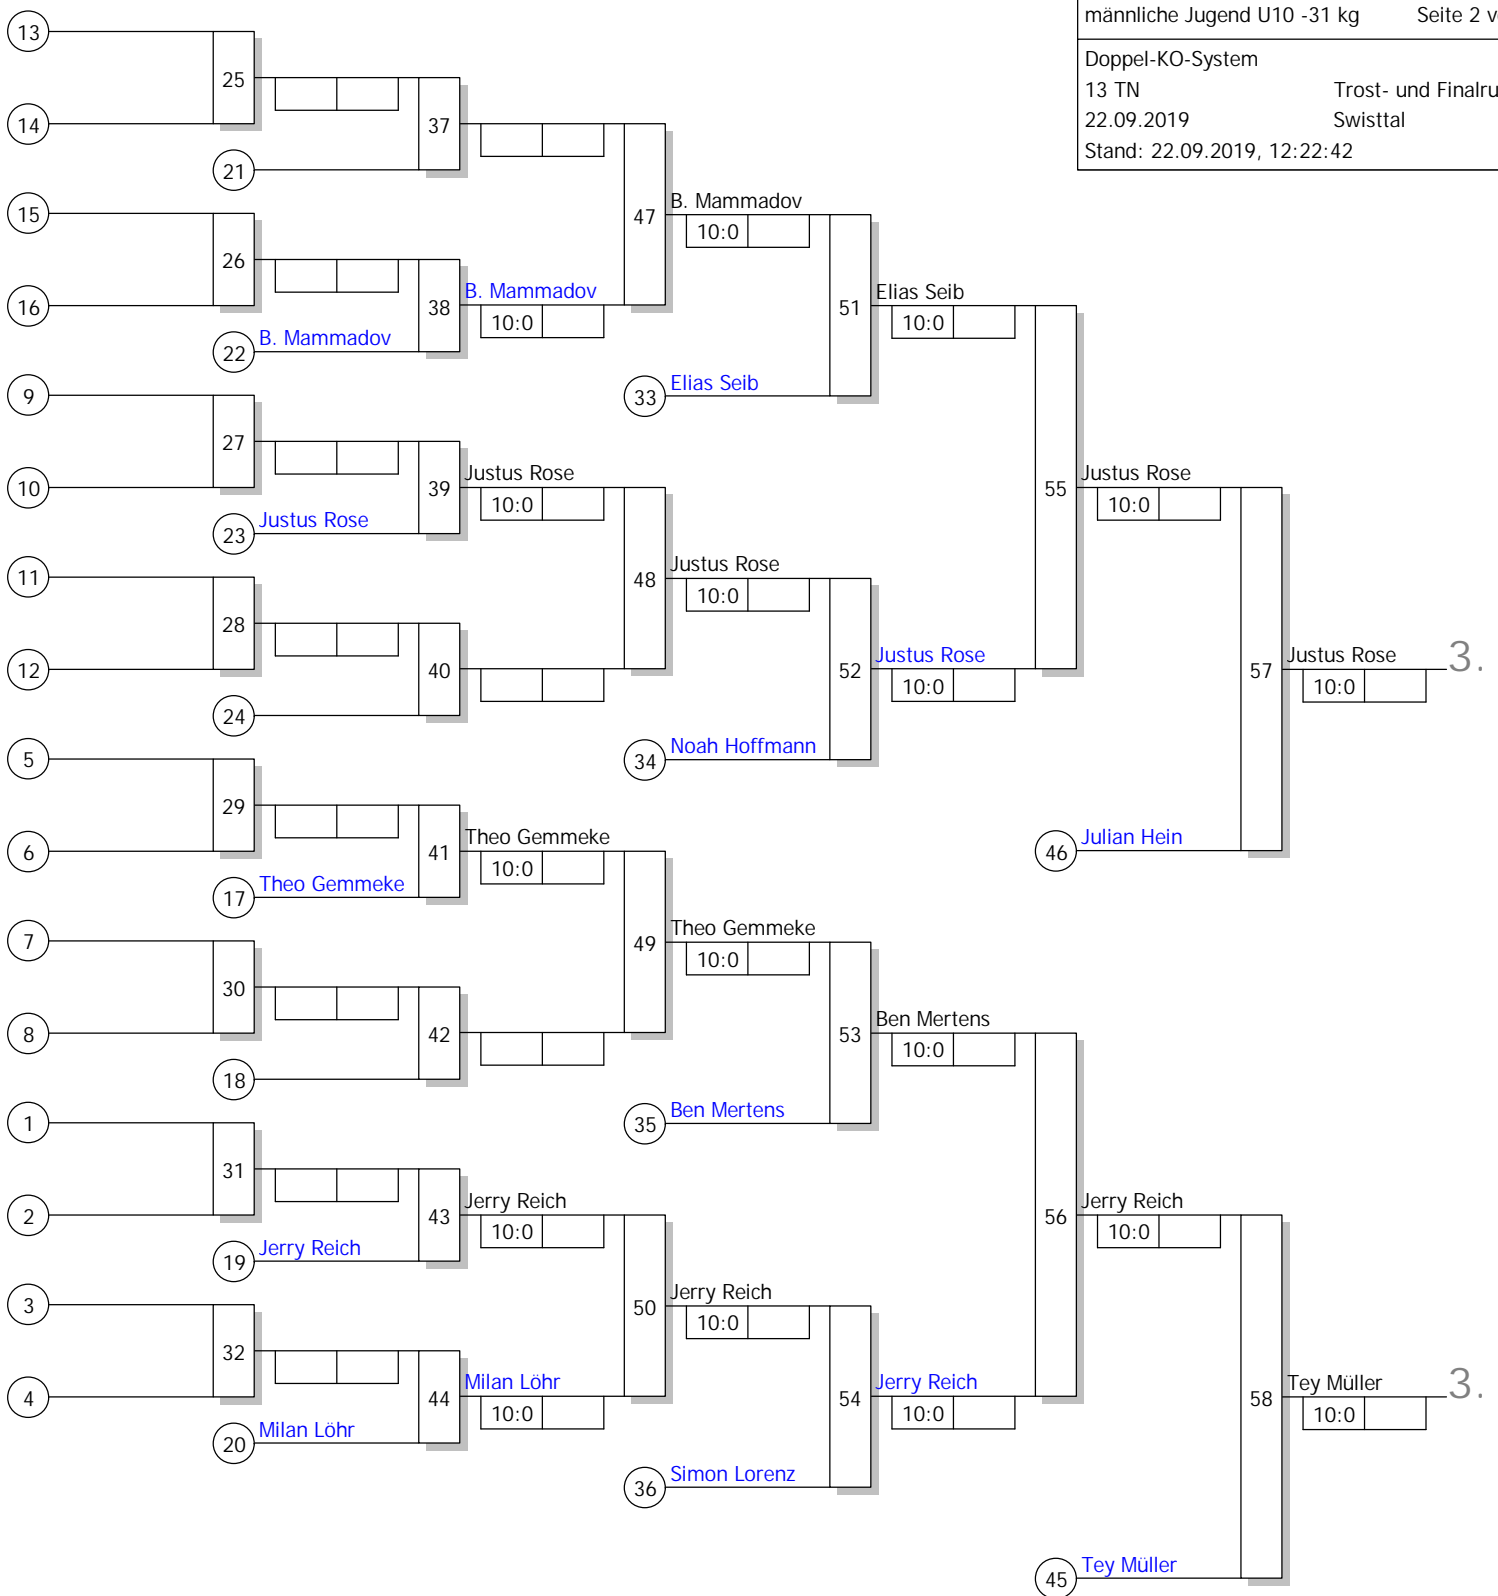 männliche Jugend U10 -31 kg Seite 2 v
Doppel-KO-System
13 TN Trost- und Finalru
22.09.2019 Swisttal
Stand: 22.09.2019, 12:22:42
13
25
14
37
21
15
47
B. Mammadov
10:0
26
16
38
B. Mammadov
10:0
22
B. Mammadov
51
Elias Seib
10:0
33
Elias Seib
9
27
10
39
Justus Rose
10:0
23
Justus Rose
55
Justus Rose
10:0
11
28
12
48
Justus Rose
10:0
40
24
52
Justus Rose
10:0
34
Noah Hoffmann
57
Justus Rose
10:0
3.
5
29
6
41
Theo Gemmeke
10:0
17
Theo Gemmeke
46
Julian Hein
7
30
8
49
Theo Gemmeke
10:0
42
18
53
Ben Mertens
10:0
35
Ben Mertens
1
31
2
43
Jerry Reich
10:0
19
Jerry Reich
56
Jerry Reich
10:0
3
32
4
50
Jerry Reich
10:0
44
Milan Löhr
10:0
20
Milan Löhr
54
Jerry Reich
10:0
36
Simon Lorenz
58
Tey Müller
10:0
3.
45
Tey Müller